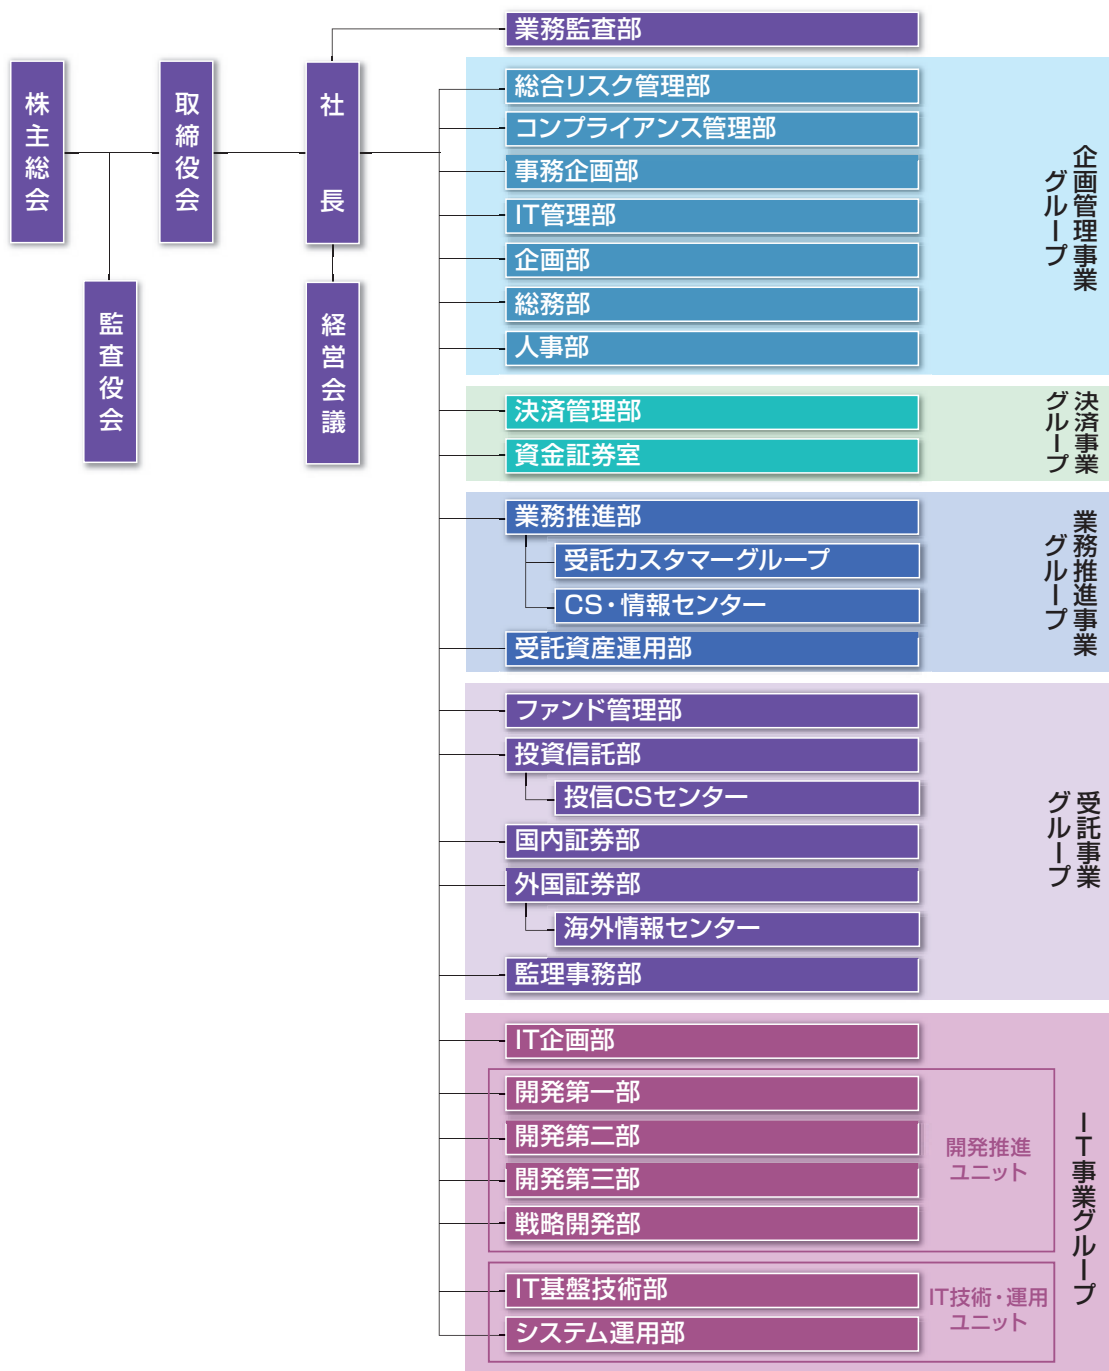 株主総会
取締役会
社長
監査役会
経営会議
業務監査部
総合リスク管理部
コンプライアンス管理部
事務企画部
IT管理部
企画部
総務部
人事部
企画管理事業
グループ
決済管理部
資金証券室
決済事業
グループ
業務推進部
受託カスタマーグループ
CS・情報センター
受託資産運用部
業務推進事業
グループ
ファンド管理部
投資信託部
投信CSセンター
国内証券部
外国証券部
海外情報センター
監理事務部
受託事業
グループ
IT企画部
開発第一部
開発第二部
開発第三部
戦略開発部
開発推進
ユニット
IT基盤技術部
システム運用部
IT技術・運用
ユニット
IT事業グループ